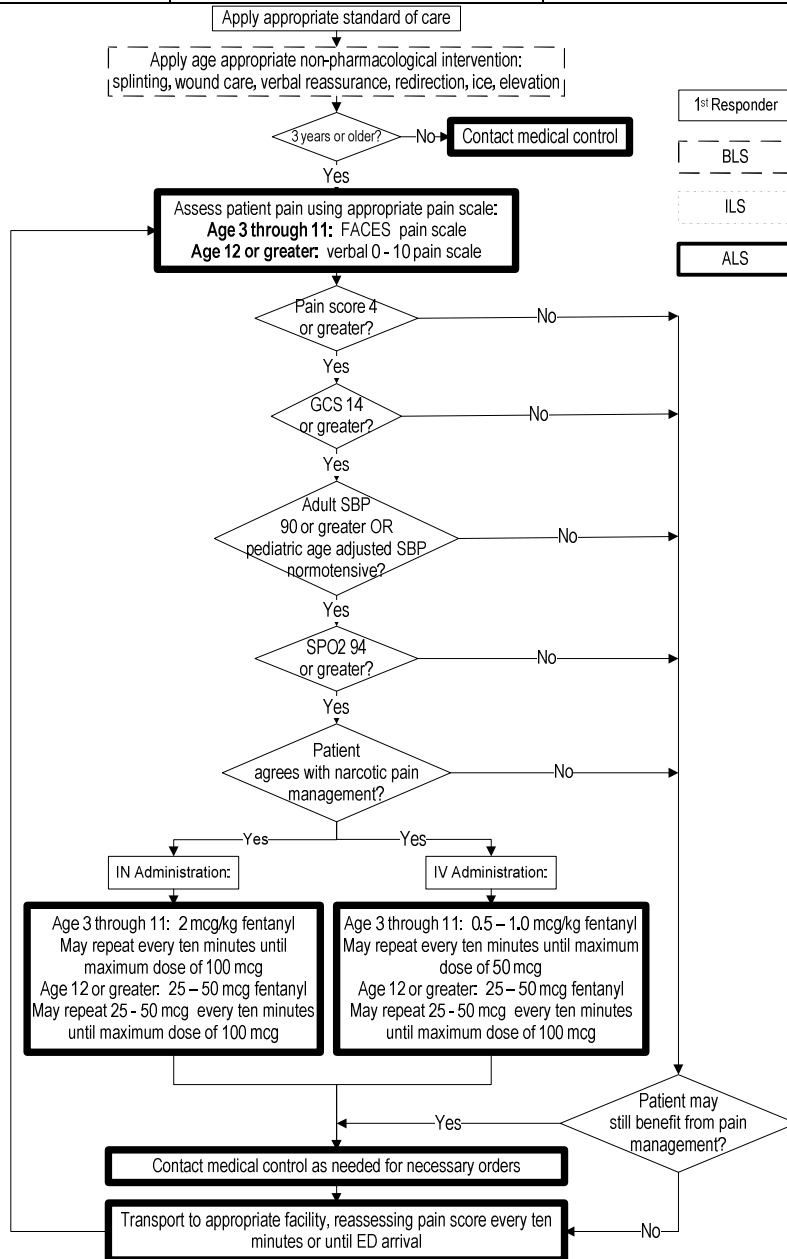 Apply appropriate standard of care
Apply age appropriate non-pharmacological intervention:
splinting, wound care, verbal reassurance, redirection, ice, elevation
1st Responder
3 years or older?
No
Contact medical control
BLS
Yes
ILS
Assess patient pain using appropriate pain scale:
Age 3 through 11: FACES pain scale
Age 12 or greater: verbal 0 - 10 pain scale
ALS
Pain score 4
or greater?
No
Yes
GCS 14
or greater?
No
Yes
Adult SBP
90 or greater OR
pediatric age adjusted SBP
normotensive?
No
Yes
SPO2 94
or greater?
No
Yes
Patient
agrees with narcotic pain
management?
No
Yes
Yes
IN Administration:
IV Administration:
Age 3 through 11: 2 mcg/kg fentanyl
May repeat every ten minutes until
maximum dose of 100 mcg
Age 12 or greater: 25 – 50 mcg fentanyl
May repeat 25 - 50 mcg every ten minutes
until maximum dose of 100 mcg
Age 3 through 11: 0.5 – 1.0 mcg/kg fentanyl
May repeat every ten minutes until maximum
dose of 50 mcg
Age 12 or greater: 25 – 50 mcg fentanyl
May repeat 25 - 50 mcg every ten minutes
until maximum dose of 100 mcg
Patient may
still benefit from pain
management?
Yes
Contact medical control as needed for necessary orders
Transport to appropriate facility, reassessing pain score every ten
minutes or until ED arrival
No